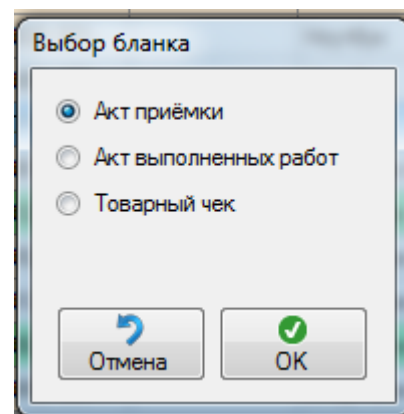 Выбор бланка
Акт приёмки
Акт выполненных работ
Товарный чек
Отмена
OK